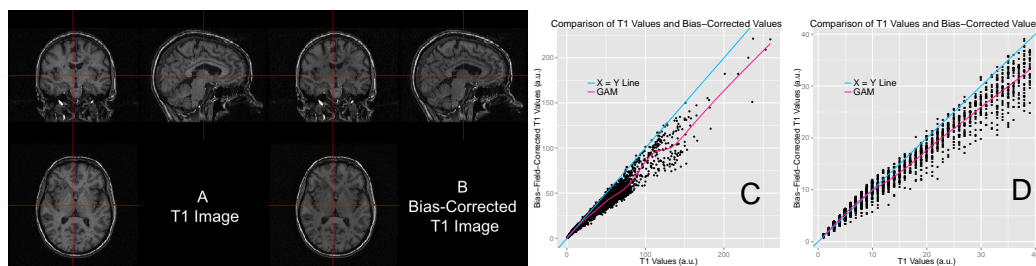 A
T1 Image
B
Bias-Corrected
T1 Image
Comparison of T1 Values and Bias−Corrected Values
Bias−Field−Corrected T1 Values (a.u.)
200
150
100
50
0
X = Y Line
GAM
C
0
100
200
T1 Values (a.u.)
Comparison of T1 Values and Bias−Corrected Value
Bias−Field−Corrected T1 Values (a.u.)
40
30
20
10
0
X = Y Line
GAM
D
0
10
20
30
40
T1 Values (a.u.)